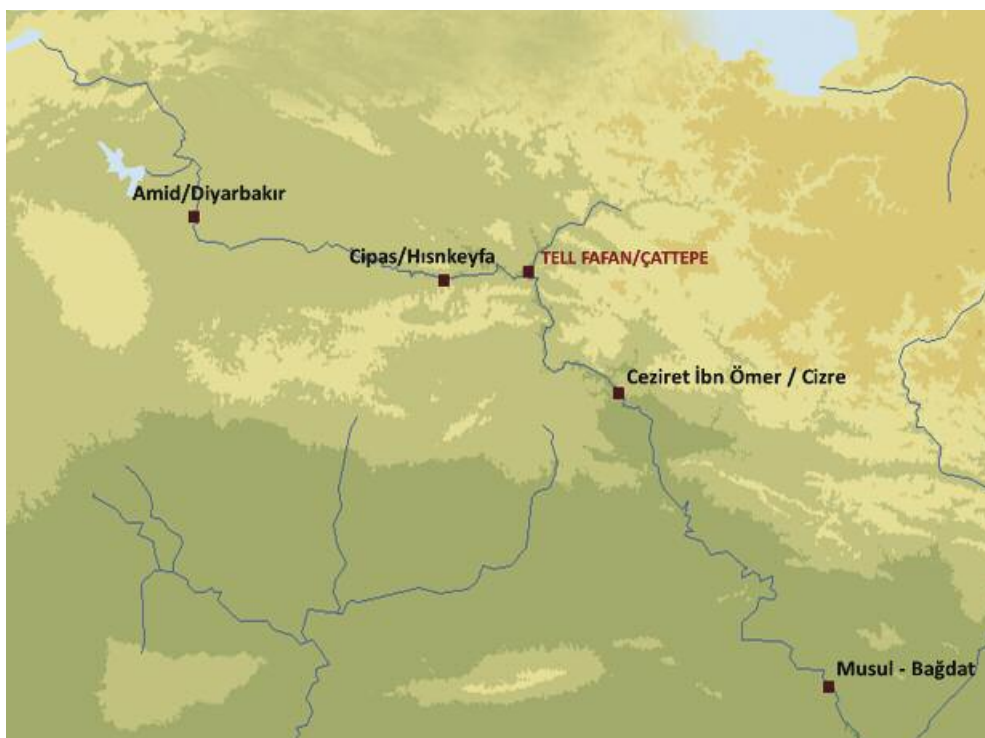 Amid/Diyarbakır
Cipas/Hısnkeyfa
TELL FAFAN/ÇATTEPE
Ceziret İbn Ömer / Cizre
Musul - Bağdat